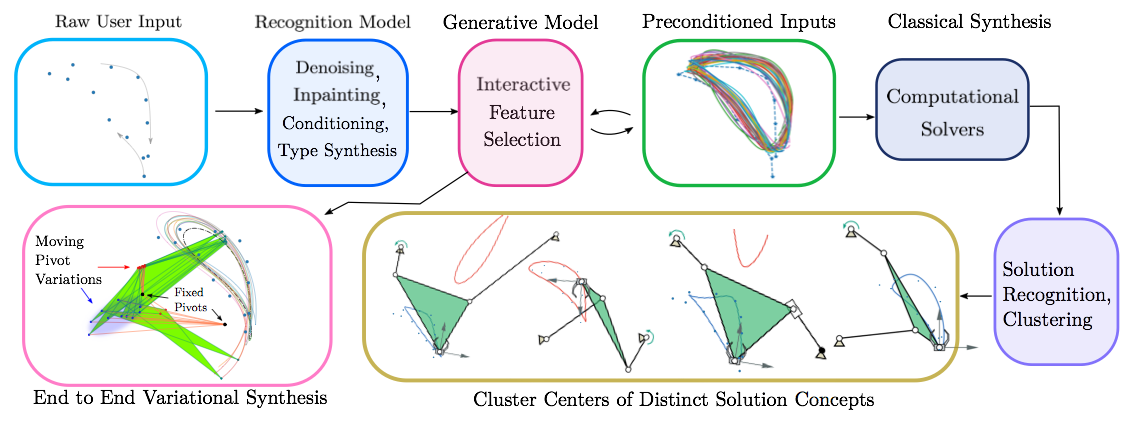 Raw User Input
Recognition Model
Generative Model
Preconditioned Inputs
Classical Synthesis
Denoising,
Inpainting,
Conditioning,
Type Synthesis
Interactive
Feature
Selection
Computational
Solvers
Moving
Pivot
Variations
Fixed
Pivots
Solution
Recognition,
Clustering
End to End Variational Synthesis
Cluster Centers of Distinct Solution Concepts